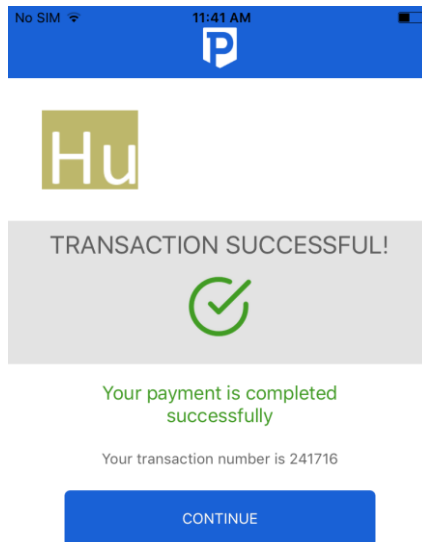 No SIM 11:41 AM
P
Hu
TRANSACTION SUCCESSFUL!
Your payment is completed
successfully
Your transaction number is 241716
CONTINUE